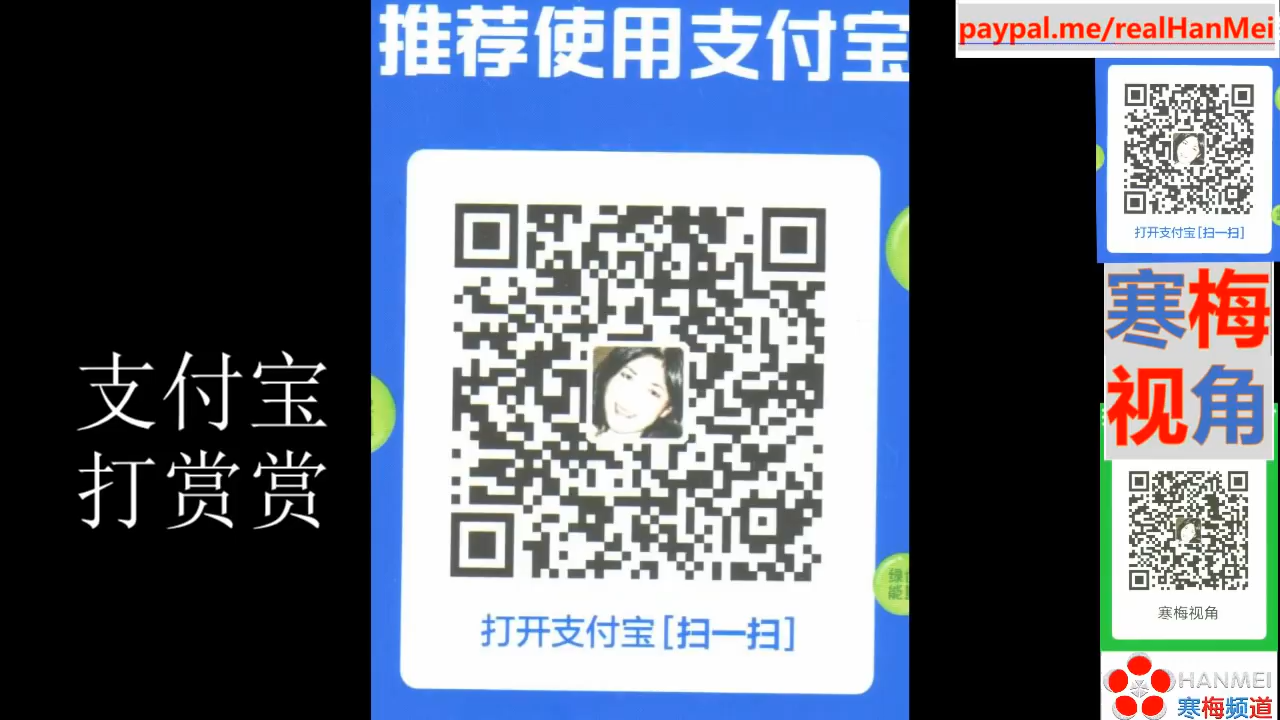 推荐使用支付宝
支付宝
打赏赏
打开支付宝[扫一扫]
paypal.me/realHanMei
打开支付宝[扫一扫]
寒梅
视角
寒梅视角
HANMEI
寒梅频道